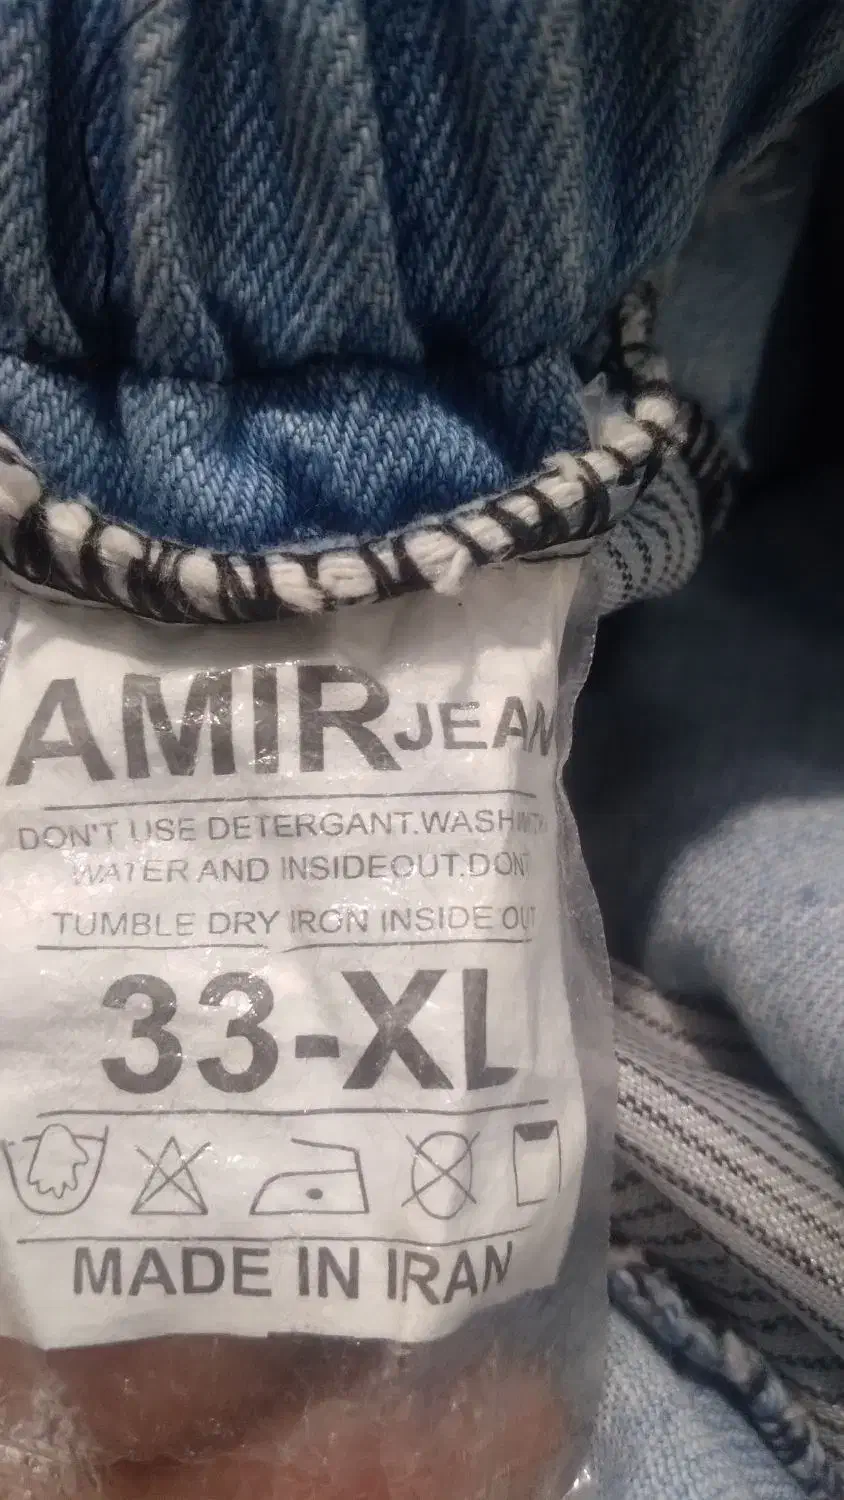 AMIR JEAN
DON'T USE DETERGANT.WASH WITH
WATER AND INSIDEOUT.DONT
TUMBLE DRY IRON INSIDE OUT
33-XL
MADE IN IRAN